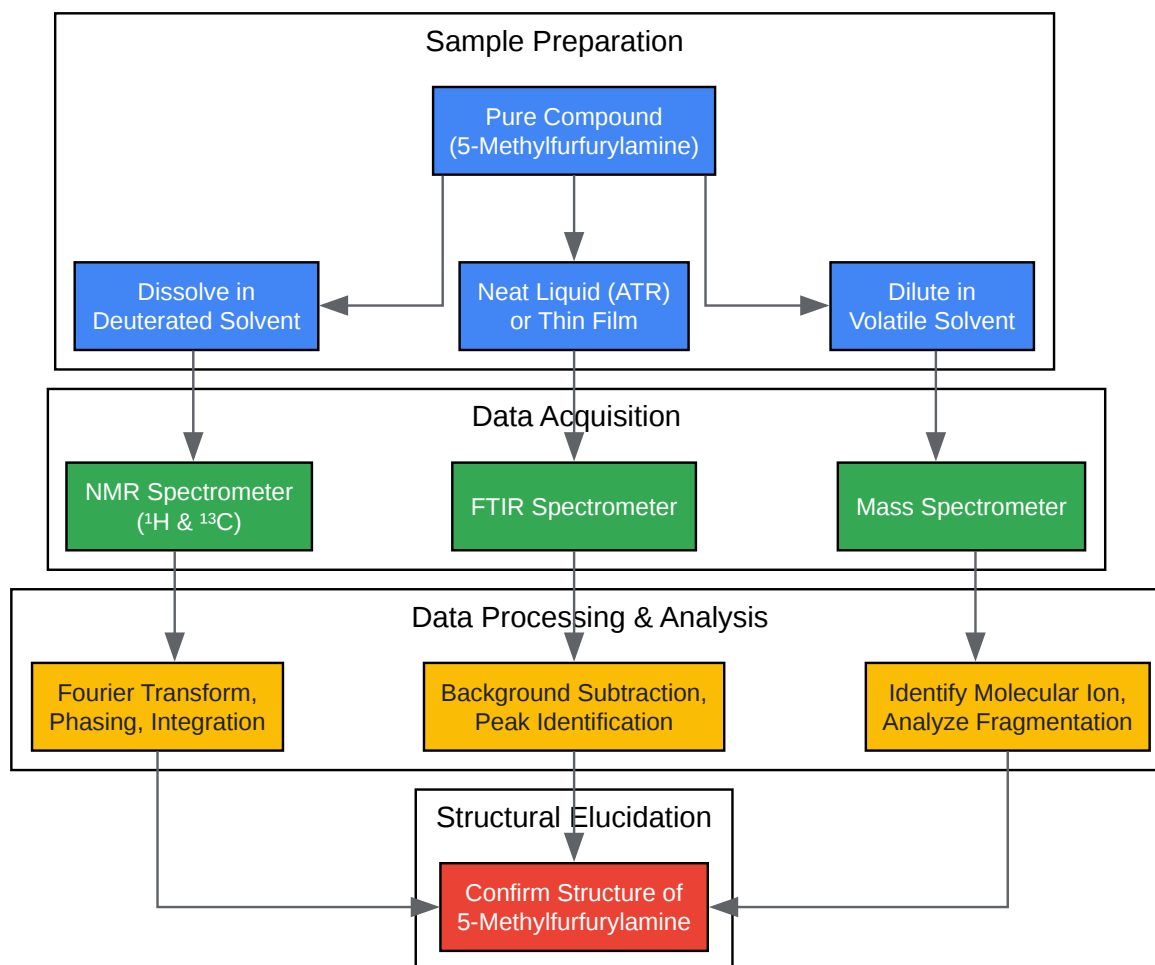 Sample Preparation
Pure Compound
(5-Methylfurfurylamine)
Dissolve in
Deuterated Solvent
Neat Liquid (ATR)
or Thin Film
Dilute in
Volatile Solvent
Data Acquisition
NMR Spectrometer
(¹H & ¹³C)
FTIR Spectrometer
Mass Spectrometer
Data Processing & Analysis
Fourier Transform,
Phasing, Integration
Background Subtraction,
Peak Identification
Identify Molecular Ion,
Analyze Fragmentation
Structural Elucidation
Confirm Structure of
5-Methylfurfurylamine